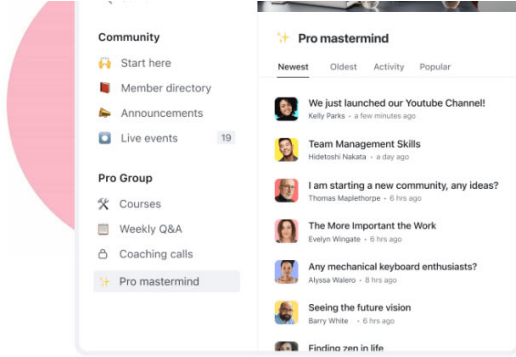 Community
Start here
Member directory
Announcements
Live events 19
Pro Group
Courses
Weekly Q&A
Coaching calls
Pro mastermind
Pro mastermind
Newest Oldest Activity Popular
We just launched our Youtube Channel!
Kelly Parks • a few minutes ago
Team Management Skills
Hidetoshi Nakata • a day ago
I am starting a new community, any ideas?
Thomas Maplethorpe • 6 hrs ago
The More Important the Work
Evelyn Wingate • 6 hrs ago
Any mechanical keyboard enthusiasts?
Alyssa Walero • 8 hrs ago
Seeing the future vision
Barry White • 6 hrs ago
Finding zen in life